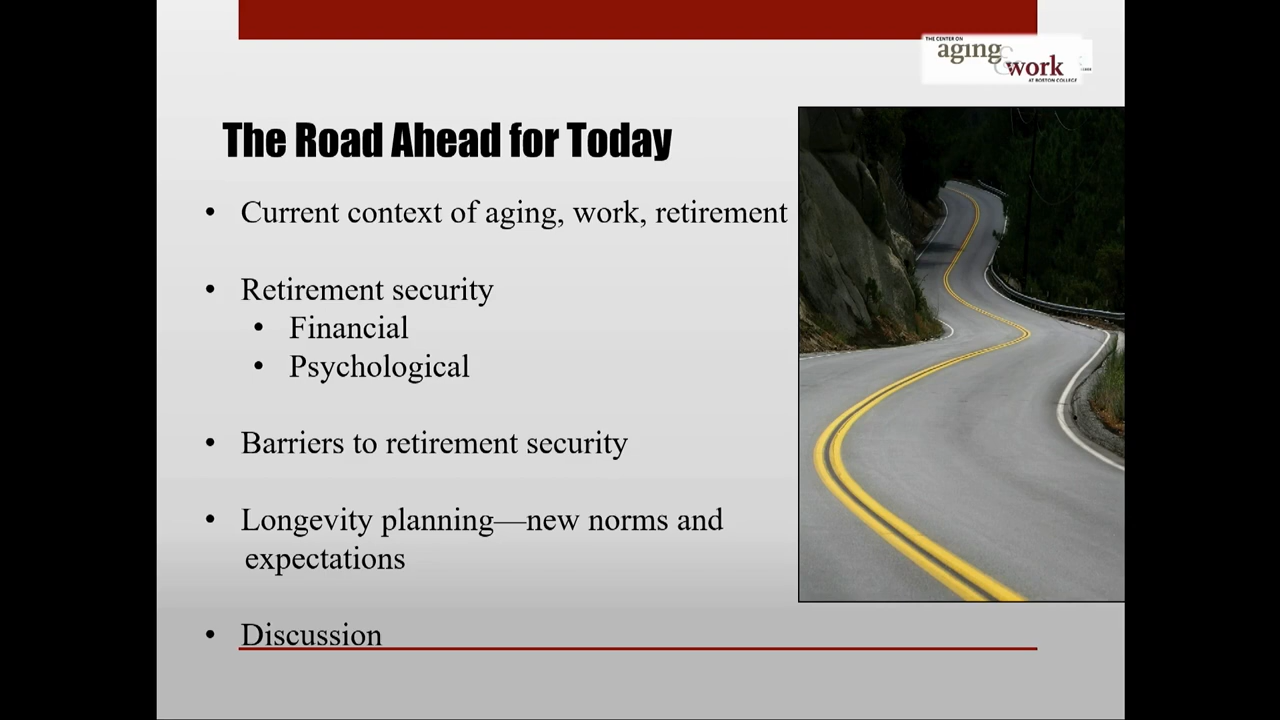 THE CENTER ON
aging
& work
AT BOSTON COLLEGE
The Road Ahead for Today
• Current context of aging, work, retirement
• Retirement security
• Financial
• Psychological
• Barriers to retirement security
• Longevity planning—new norms and
expectations
• Discussion